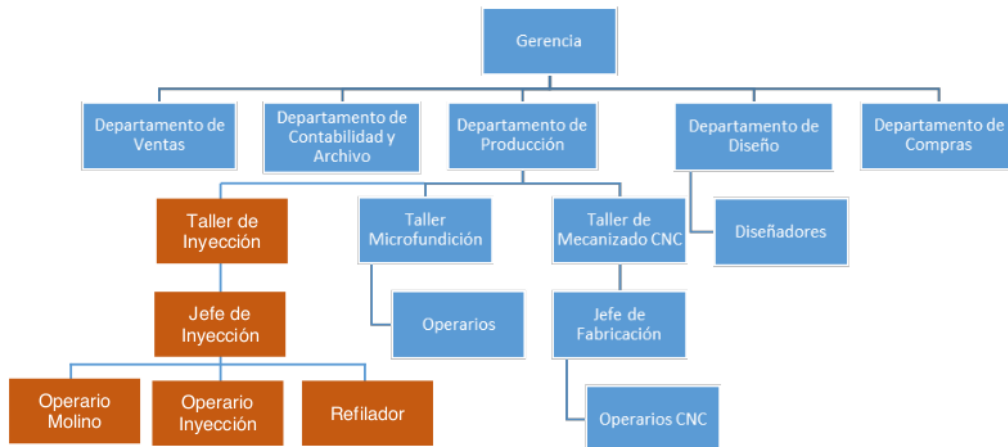 Gerencia
Departamento de
Ventas
Departamento de
Contabilidad y
Archivo
Departamento de
Producción
Departamento de
Diseño
Departamento de
Compras
Taller de
Inyección
Taller
Microfundición
Taller de
Mecanizado CNC
Diseñadores
Jefe de
Inyección
Operarios
Jefe de
Fabricación
Operario
Molino
Operario
Inyección
Refilador
Operarios CNC